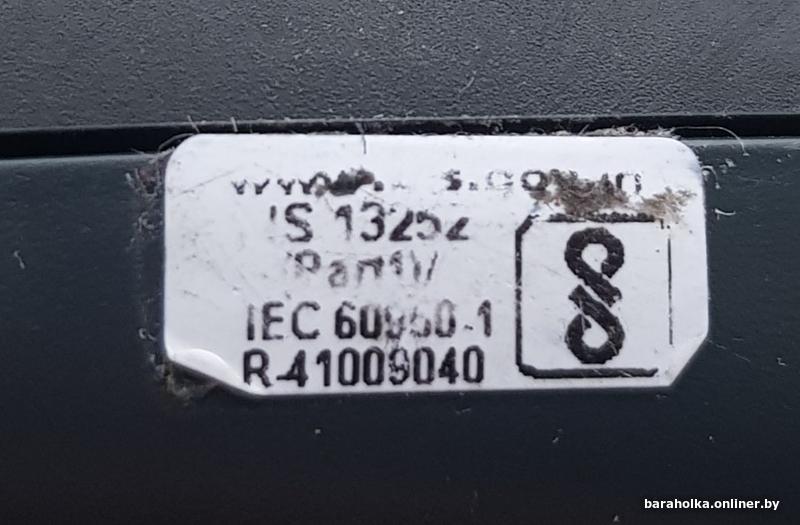 IS 13252
(Part1)/
IEC 60950-1
R-41009040
baraholka.onliner.by